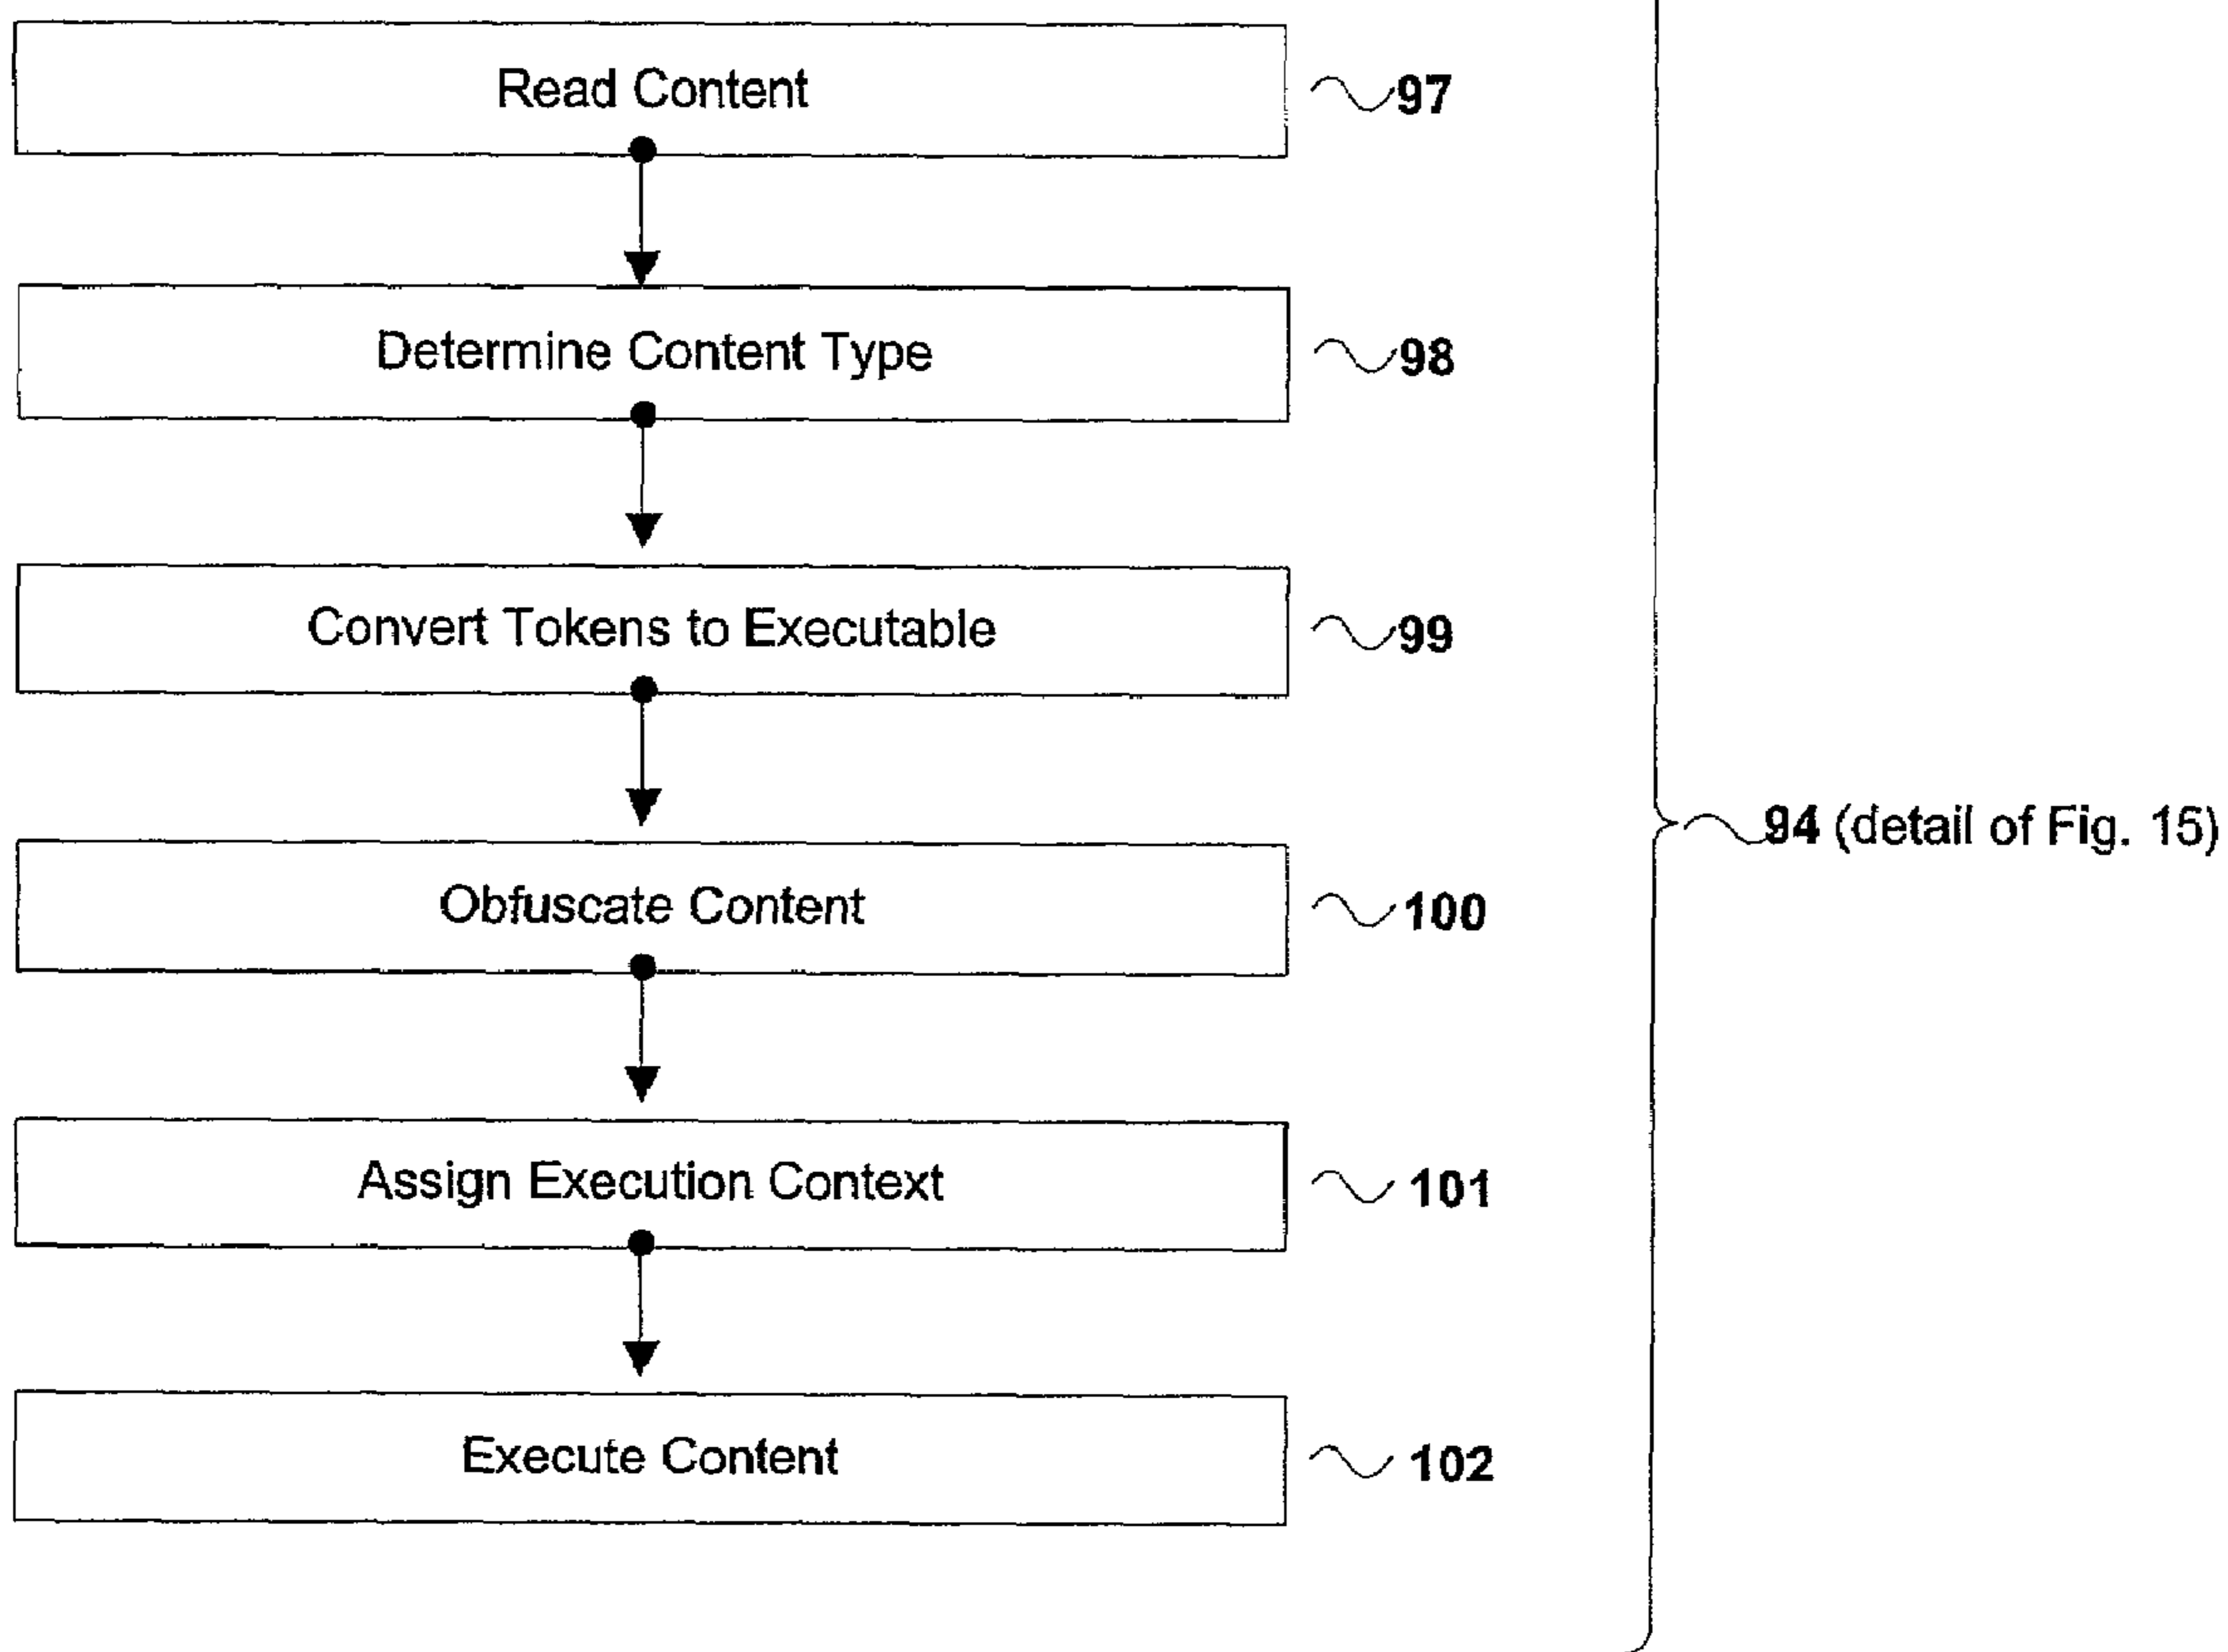 Read Content 97
Determine Content Type 98
Convert Tokens to Executable 99
94 (detail of Fig. 15)
Obfuscate Content 100
Assign Execution Context 101
Execute Content 102